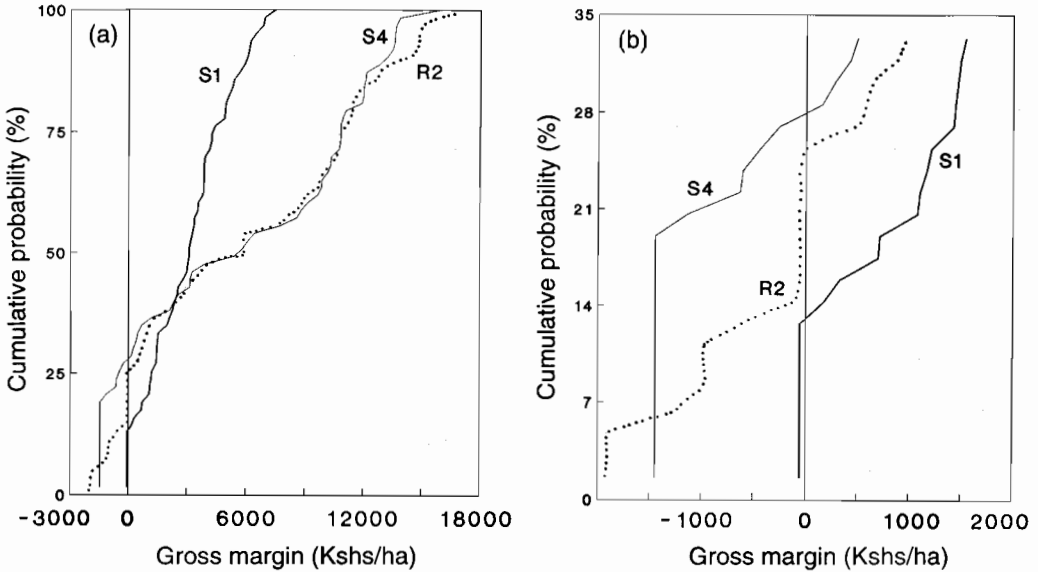 (a)
100
75
50
25
0
Cumulative probability (%)
S1
S4
R2
-3000 0 6000 12000 18000
Gross margin (Kshs/ha)
(b)
35
28
21
14
7
0
Cumulative probability (%)
S4
R2
S1
-1000 0 1000 2000
Gross margin (Kshs/ha)